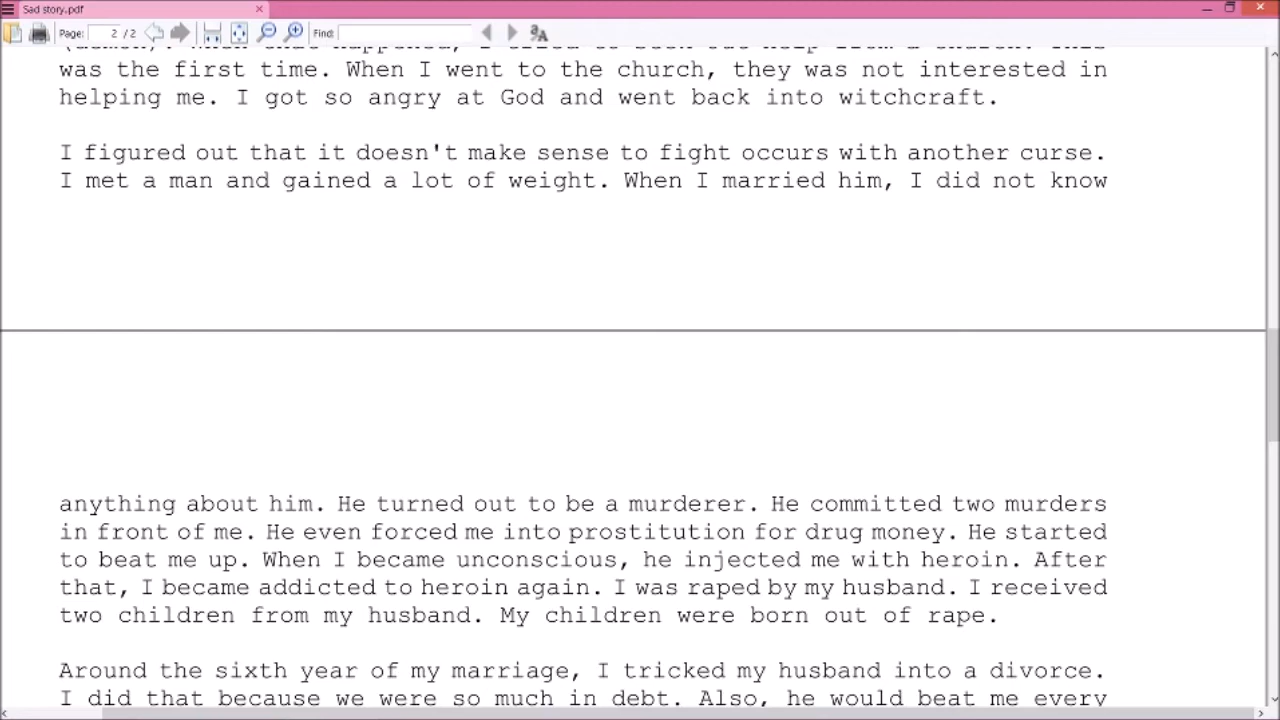 Sad story.pdf
Page: 2 / 2 Find:
was the first time. When I went to the church, they was not interested in
helping me. I got so angry at God and went back into witchcraft.
I figured out that it doesn't make sense to fight occurs with another curse.
I met a man and gained a lot of weight. When I married him, I did not know
anything about him. He turned out to be a murderer. He committed two murders
in front of me. He even forced me into prostitution for drug money. He started
to beat me up. When I became unconscious, he injected me with heroin. After
that, I became addicted to heroin again. I was raped by my husband. I received
two children from my husband. My children were born out of rape.
Around the sixth year of my marriage, I tricked my husband into a divorce.
I did that because we were so much in debt. Also, he would beat me every